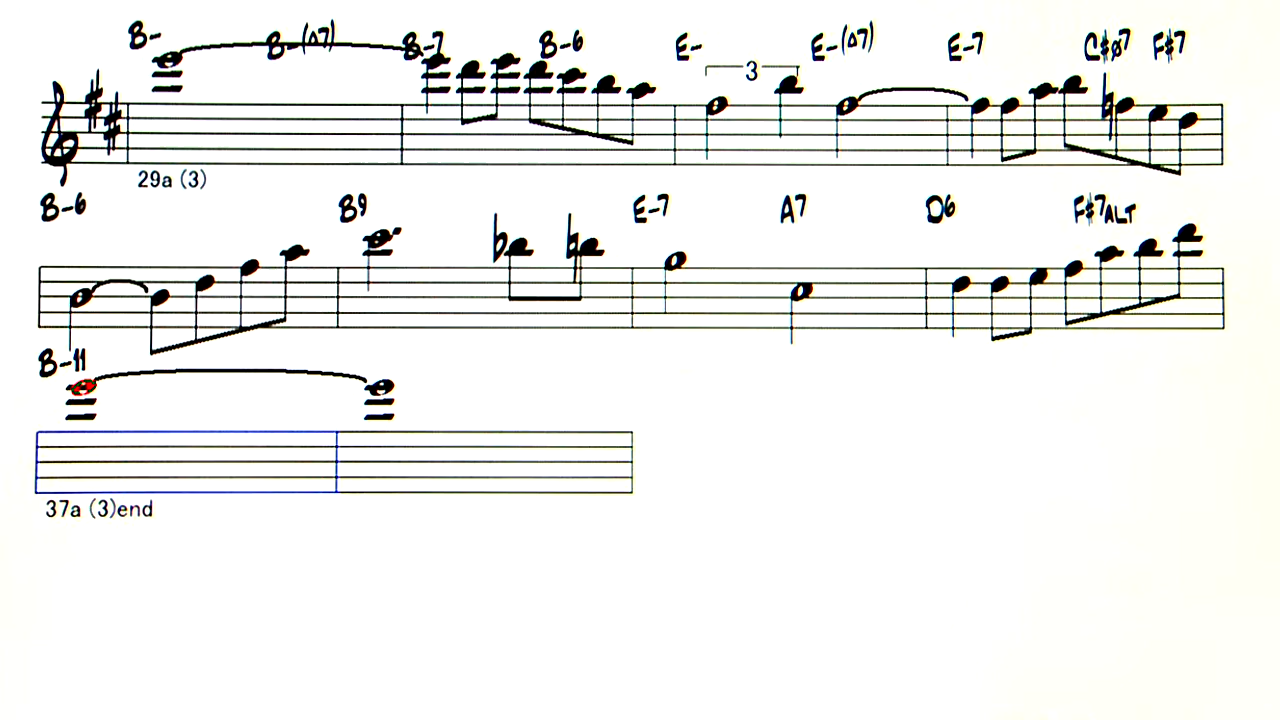 B- B-(Δ7) B-7 B-6 E- E-(Δ7) E-7 C#ø7 F#7
3
29a (3)
B-6 B9 E-7 A7 D6 F#7ALT
B-11
37a (3)end